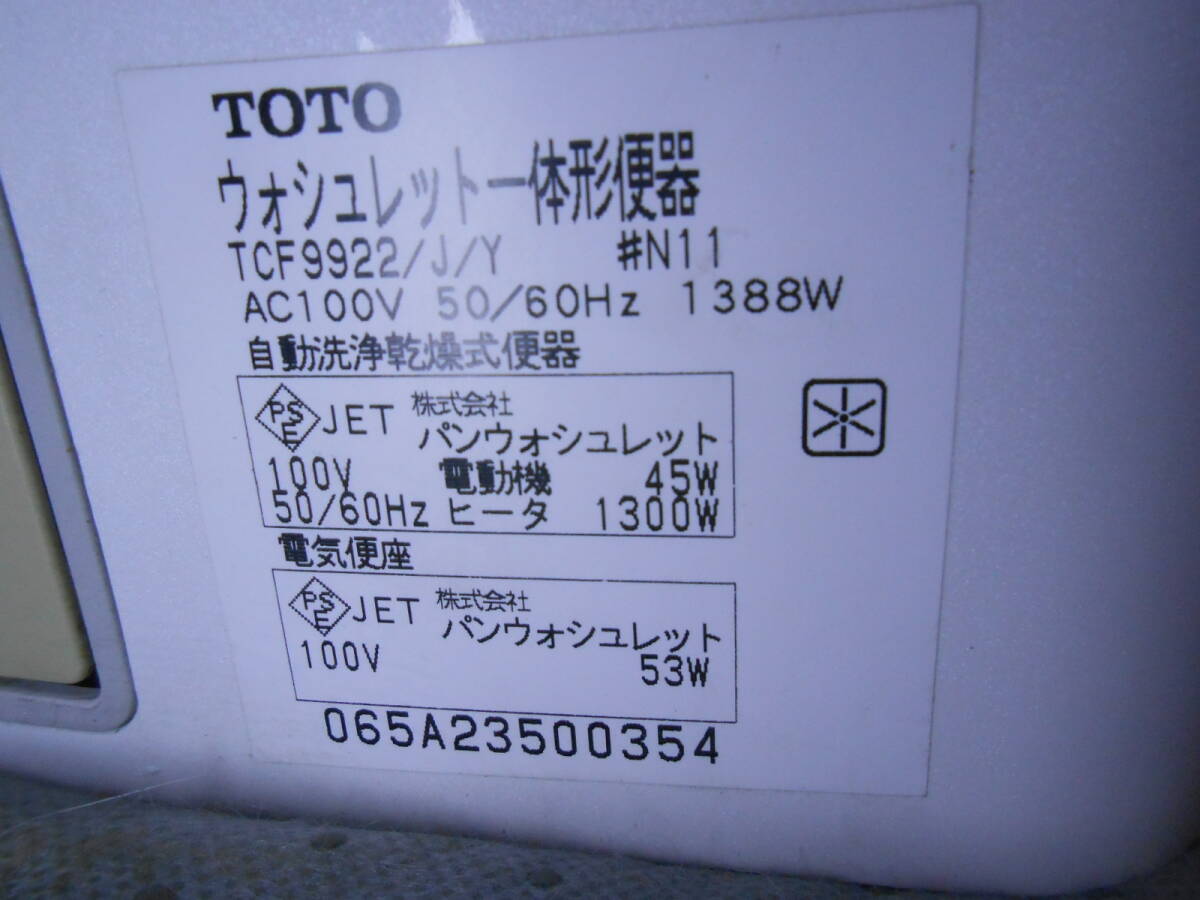 TOTO
ウォシュレット一体形便器
TCF9922/J/Y #N11
AC100V 50/60Hz 1388W
自動洗浄乾燥式便器
PSE JET 株式会社
パンウォシュレット
100V 電動機 45W
50/60Hz ヒータ 1300W
電気便座
PSE JET 株式会社
パンウォシュレット
100V 53W
065A23500354